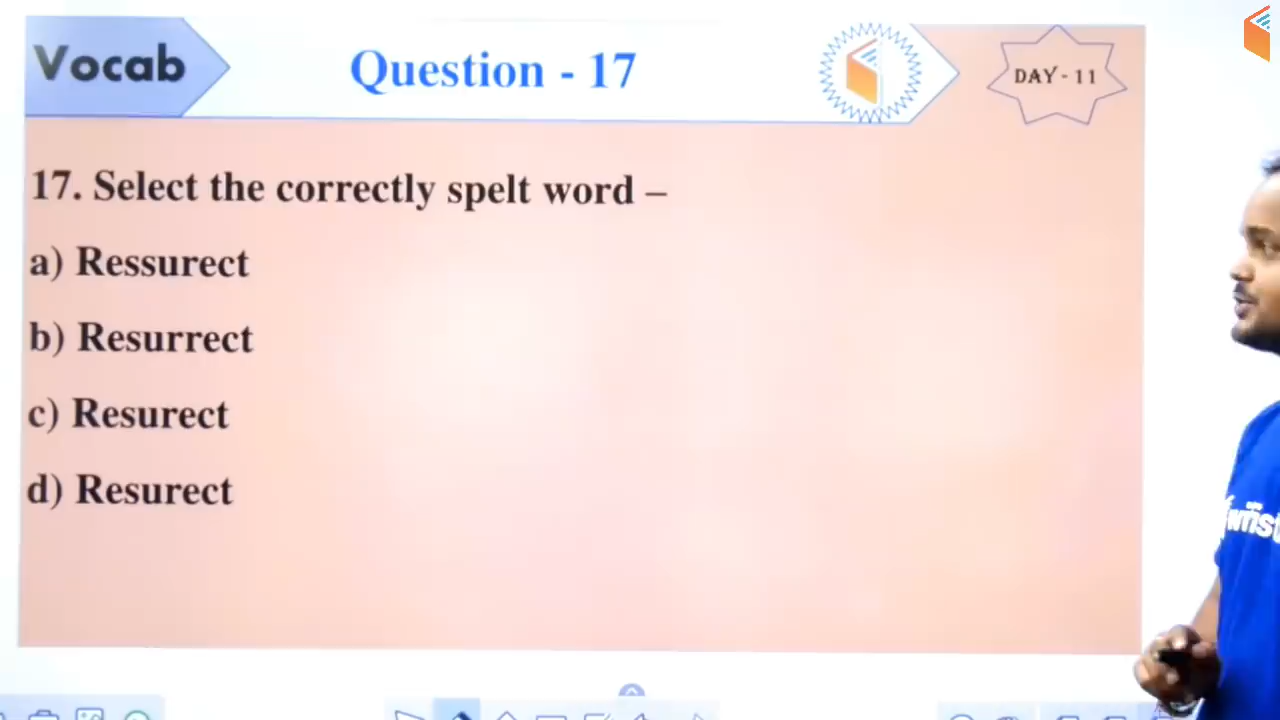 Vocab
Question - 17
DAY - 11
17. Select the correctly spelt word –
a) Ressurect
b) Resurrect
c) Resurect
d) Resurect